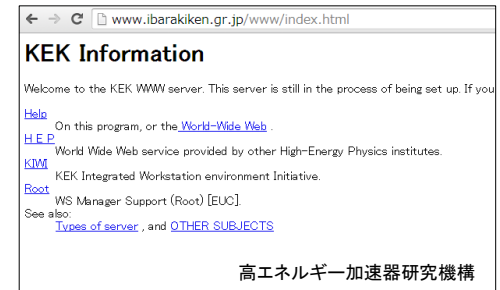 www.ibarakiken.gr.jp/www/index.html
KEK Information
Welcome to the KEK WWW server. This server is still in the process of being set up. If you
Help
On this program, or the World-Wide Web .
H E P
World Wide Web service provided by other High-Energy Physics institutes.
KIWI
KEK Integrated Workstation environment Initiative.
Root
WS Manager Support (Root) [EUC].
See also:
Types of server , and OTHER SUBJECTS
高エネルギー加速器研究機構